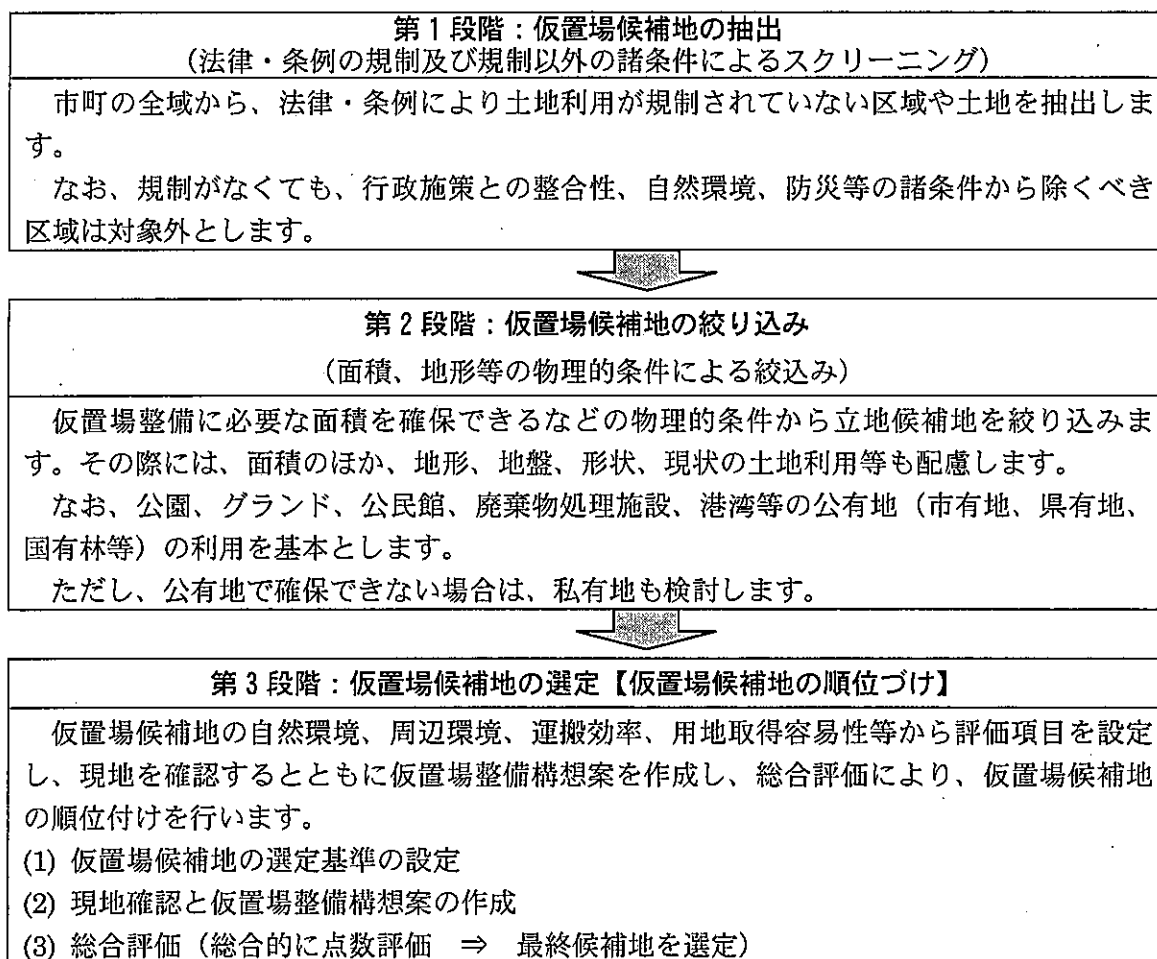 第1段階：仮置場候補地の抽出
（法律・条例の規制及び規制以外の諸条件によるスクリーニング）
市町の全域から、法律・条例により土地利用が規制されていない区域や土地を抽出しま
す。
なお、規制がなくても、行政施策との整合性、自然環境、防災等の諸条件から除くべき
区域は対象外とします。
第2段階：仮置場候補地の絞り込み
（面積、地形等の物理的条件による絞込み）
仮置場整備に必要な面積を確保できるなどの物理的条件から立地候補地を絞り込みま
す。その際には、面積のほか、地形、地盤、形状、現状の土地利用等も配慮します。
なお、公園、グランド、公民館、廃棄物処理施設、港湾等の公有地（市有地、県有地、
国有林等）の利用を基本とします。
ただし、公有地で確保できない場合は、私有地も検討します。
第3段階：仮置場候補地の選定【仮置場候補地の順位づけ】
仮置場候補地の自然環境、周辺環境、運搬効率、用地取得容易性等から評価項目を設定
し、現地を確認するとともに仮置場整備構想案を作成し、総合評価により、仮置場候補地
の順位付けを行います。
(1) 仮置場候補地の選定基準の設定
(2) 現地確認と仮置場整備構想案の作成
(3) 総合評価（総合的に点数評価　⇒　最終候補地を選定）